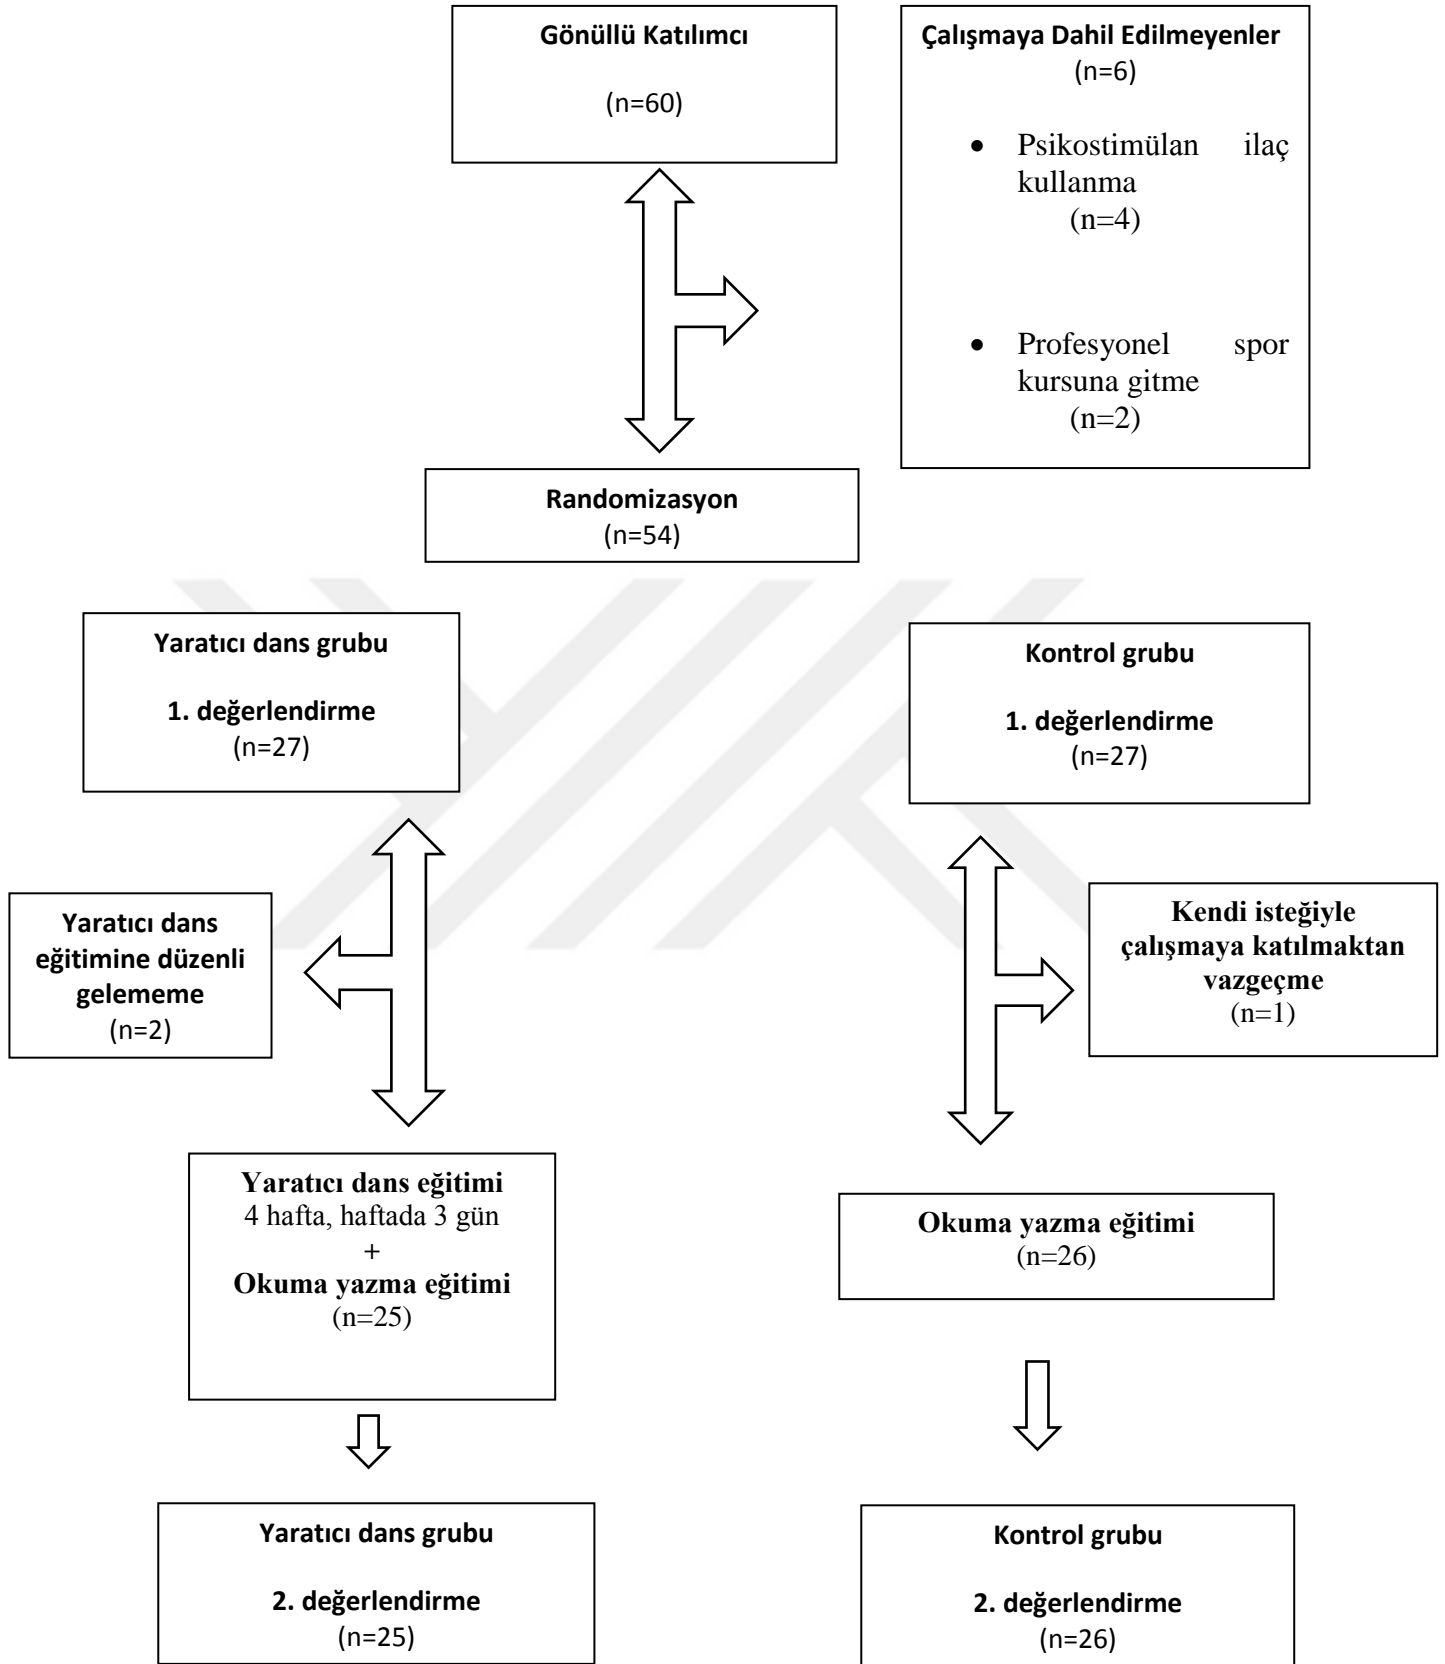 Gönüllü Katılımcı
(n=60)
Çalışmaya Dahil Edilmeyenler
(n=6)
• Psikostimülan ilaç
kullanma
(n=4)
• Profesyonel spor
kursuna gitme
(n=2)
Randomizasyon
(n=54)
Yaratıcı dans grubu
1. değerlendirme
(n=27)
Kontrol grubu
1. değerlendirme
(n=27)
Yaratıcı dans
eğitimine düzenli
gelememe
(n=2)
Kendi isteğiyle
çalışmaya katılmaktan
vazgeçme
(n=1)
Yaratıcı dans eğitimi
4 hafta, haftada 3 gün
+
Okuma yazma eğitimi
(n=25)
Okuma yazma eğitimi
(n=26)
Yaratıcı dans grubu
2. değerlendirme
(n=25)
Kontrol grubu
2. değerlendirme
(n=26)